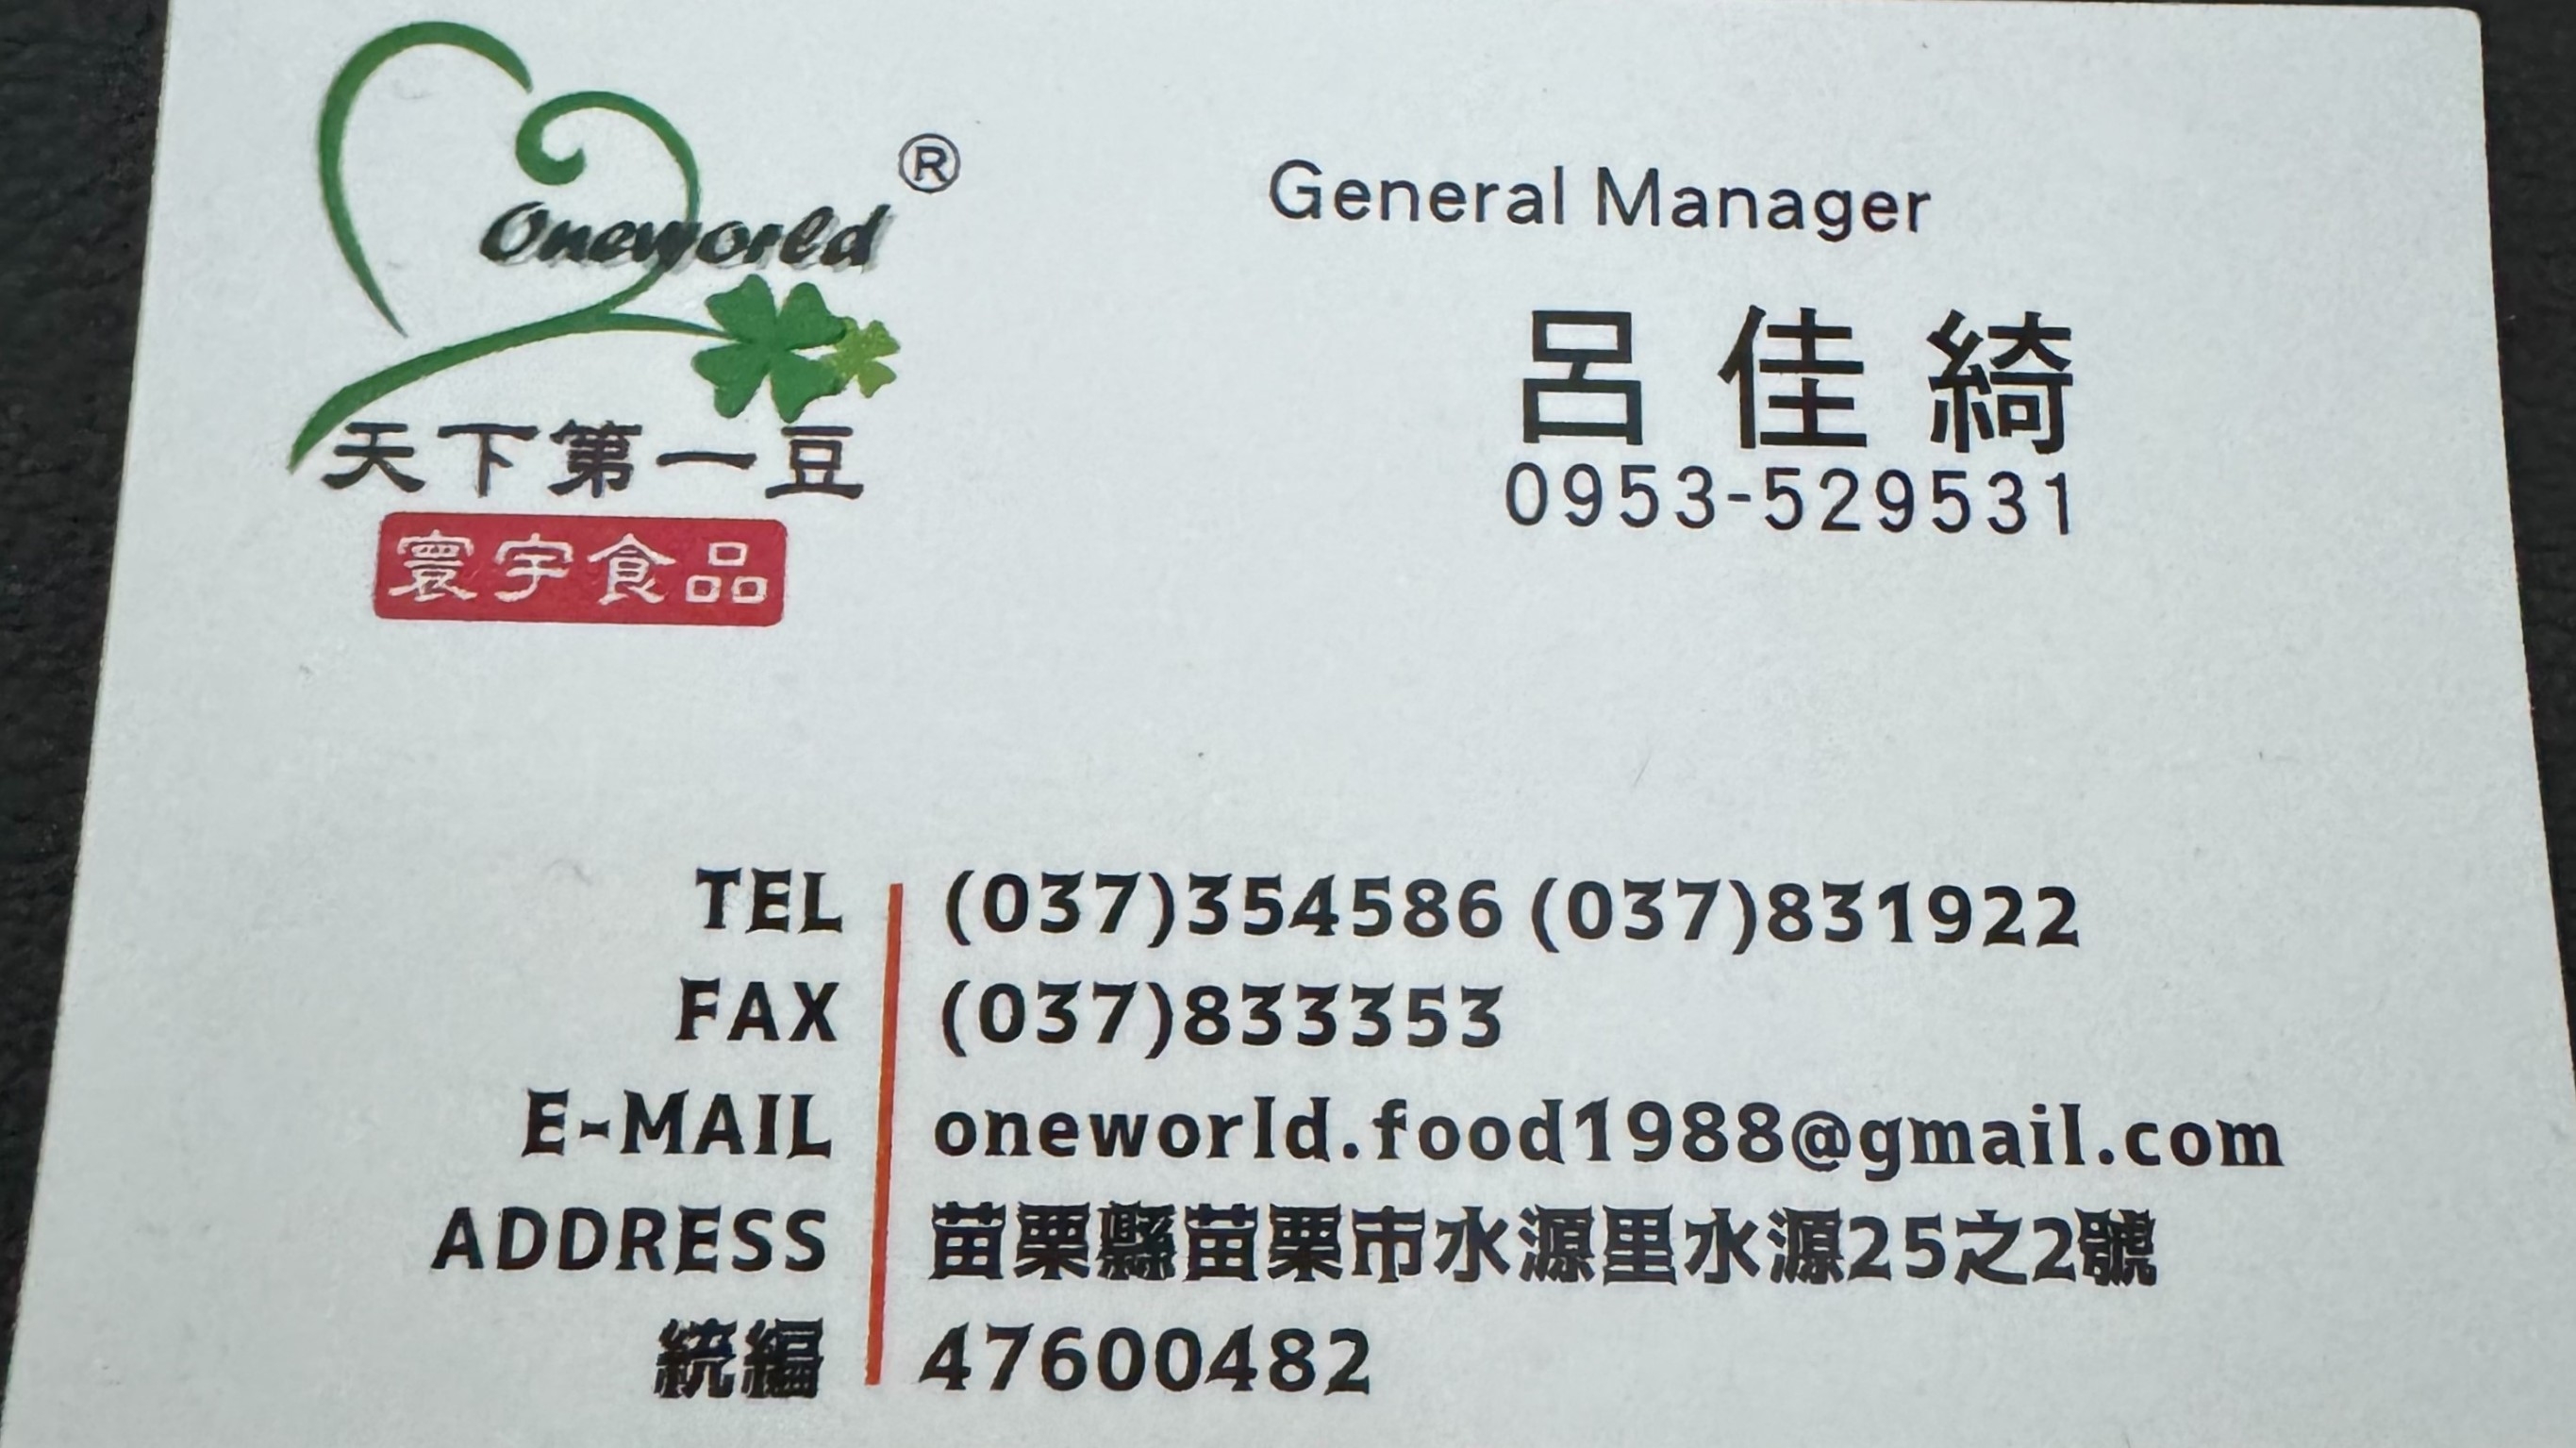 Oneworld®
天下第一豆
寰宇食品
General Manager
呂佳綺
0953-529531
TEL (037)354586 (037)831922
FAX (037)833353
E-MAIL oneworld.food1988@gmail.com
ADDRESS 苗栗縣苗栗市水源里水源25之2號
統編 47600482